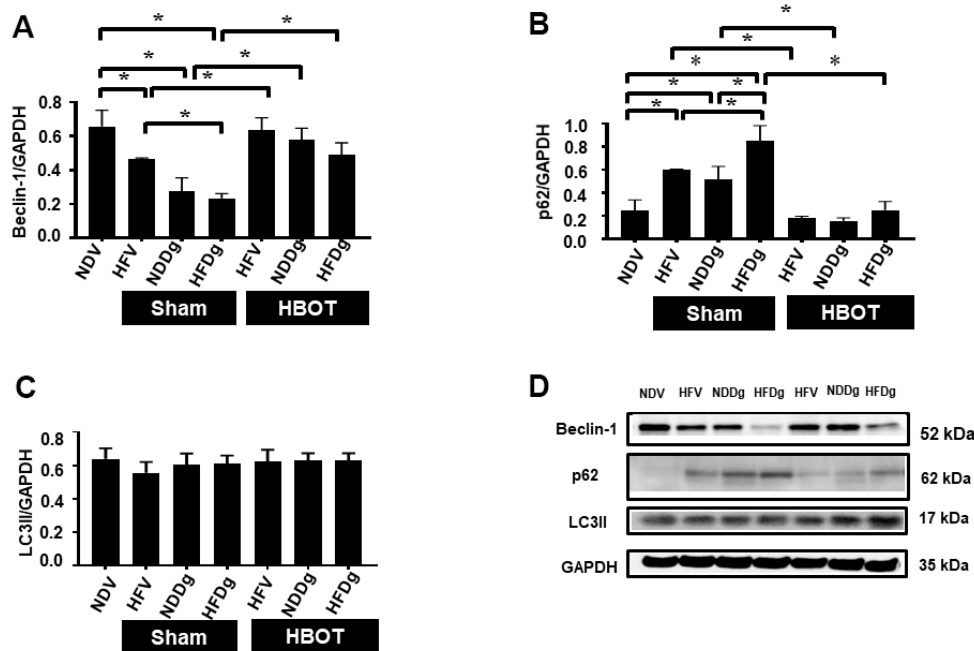 A
* *
* *
* *
*
Beclin-1/GAPDH
0.8
0.6
0.4
0.2
0.0
NDV HFV NDDg HFDg HFV NDDg HFDg
Sham HBOT
B
*
*
* *
* *
* *
p62/GAPDH
1.0
0.8
0.6
0.4
0.2
0.0
NDV HFV NDDg HFDg HFV NDDg HFDg
Sham HBOT
C
LC3II/GAPDH
0.8
0.6
0.4
0.2
0.0
NDV HFV NDDg HFDg HFV NDDg HFDg
Sham HBOT
D
NDV HFV NDDg HFDg HFV NDDg HFDg
Beclin-1 52 kDa
p62 62 kDa
LC3II 17 kDa
GAPDH 35 kDa